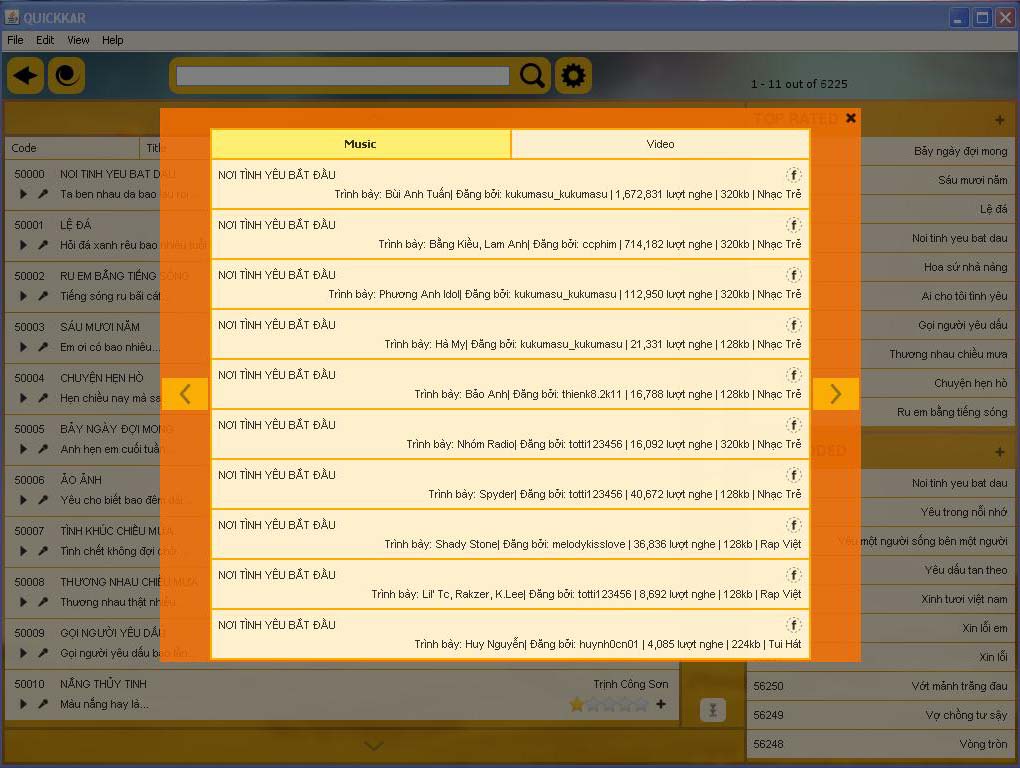 QUICKKAR
File Edit View Help
1 - 11 out of 6225
Code Title
50000 NOI TINH YEU BAT DAU
Ta ben nhau da bao lau roi
50001 LỆ ĐÁ
Hỏi đá xanh rêu bao nhiêu tuổi
50002 RU EM BẰNG TIẾNG SÓNG
Tiếng sóng ru bãi cát...
50003 SÁU MƯƠI NĂM
Em ơi có bao nhiêu...
50004 CHUYỆN HẸN HÒ
Hẹn chiều nay mà sa
50005 BẢY NGÀY ĐỢI MONG
Anh hẹn em cuối tuần
50006 ẢO ẢNH
Yêu cho biết bao đêm dài...
50007 TÌNH KHÚC CHIỀU MƯA
Tình chết không đợi chờ
50008 THƯƠNG NHAU CHIỀU MƯA
Thương nhau thật nhiều
50009 GỌI NGƯỜI YÊU DẤU
Gọi người yêu dấu bao lần
50010 NẮNG THỦY TINH
Trịnh Công Sơn
Màu nắng hay là...
Music Video
NƠI TÌNH YÊU BẮT ĐẦU
Trình bày: Bùi Anh Tuấn| Đăng bởi: kukumasu_kukumasu | 1,672,831 lượt nghe | 320kb | Nhạc Trẻ
NƠI TÌNH YÊU BẮT ĐẦU
Trình bày: Bằng Kiều, Lam Anh| Đăng bởi: ccphim | 714,182 lượt nghe | 320kb | Nhạc Trẻ
NƠI TÌNH YÊU BẮT ĐẦU
Trình bày: Phương Anh Idol| Đăng bởi: kukumasu_kukumasu | 112,950 lượt nghe | 320kb | Nhạc Trẻ
NƠI TÌNH YÊU BẮT ĐẦU
Trình bày: Hà My| Đăng bởi: kukumasu_kukumasu | 21,331 lượt nghe | 128kb | Nhạc Trẻ
NƠI TÌNH YÊU BẮT ĐẦU
Trình bày: Bảo Anh| Đăng bởi: thienk8.2k11 | 16,788 lượt nghe | 128kb | Nhạc Trẻ
NƠI TÌNH YÊU BẮT ĐẦU
Trình bày: Nhóm Radio| Đăng bởi: totti123456 | 16,092 lượt nghe | 320kb | Nhạc Trẻ
NƠI TÌNH YÊU BẮT ĐẦU
Trình bày: Spyder| Đăng bởi: totti123456 | 40,672 lượt nghe | 128kb | Nhạc Trẻ
NƠI TÌNH YÊU BẮT ĐẦU
Trình bày: Shady Stone| Đăng bởi: melodykisslove | 36,836 lượt nghe | 128kb | Rap Việt
NƠI TÌNH YÊU BẮT ĐẦU
Trình bày: Lil' Tc, Rakzer, K.Lee| Đăng bởi: totti123456 | 8,692 lượt nghe | 128kb | Rap Việt
NƠI TÌNH YÊU BẮT ĐẦU
Trình bày: Huy Nguyễn| Đăng bởi: huynh0cn01 | 4,085 lượt nghe | 224kb | Tui Hát
TOP RATED
Bảy ngày đợi mong
Sáu mươi năm
Lệ đá
Noi tinh yeu bat dau
Hoa sứ nhà nàng
Ai cho tôi tình yêu
Gọi người yêu dấu
Thương nhau chiều mưa
Chuyện hẹn hò
Ru em bằng tiếng sóng
Noi tinh yeu bat dau
Yêu trong nỗi nhớ
Yêu một người sống bên một người
Yêu dấu tan theo
Xinh tươi việt nam
Xin lỗi em
Xin lỗi
56250 Vớt mảnh trăng đau
56249 Vợ chồng tư sậy
56248 Vòng tròn